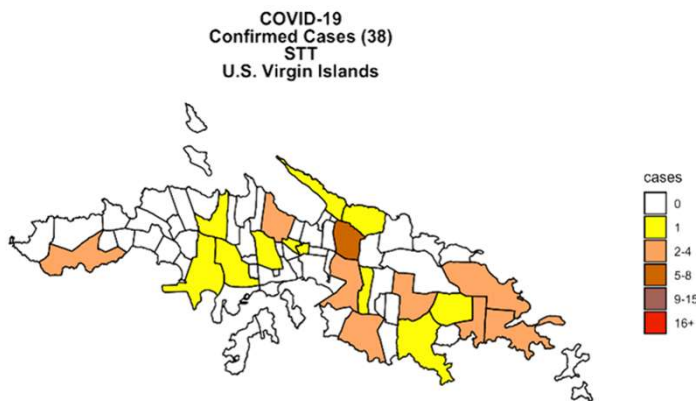 COVID-19
Confirmed Cases (38)
STT
U.S. Virgin Islands
cases
0
1
2-4
5-8
9-15
16+